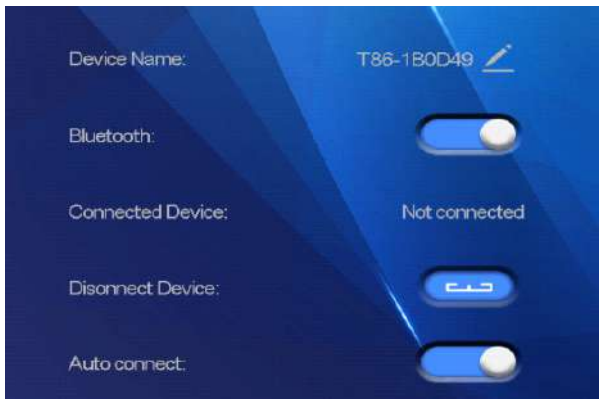 Device Name: T86-1B0D49
Bluetooth:
Connected Device: Not connected
Disonnect Device:
Auto connect: